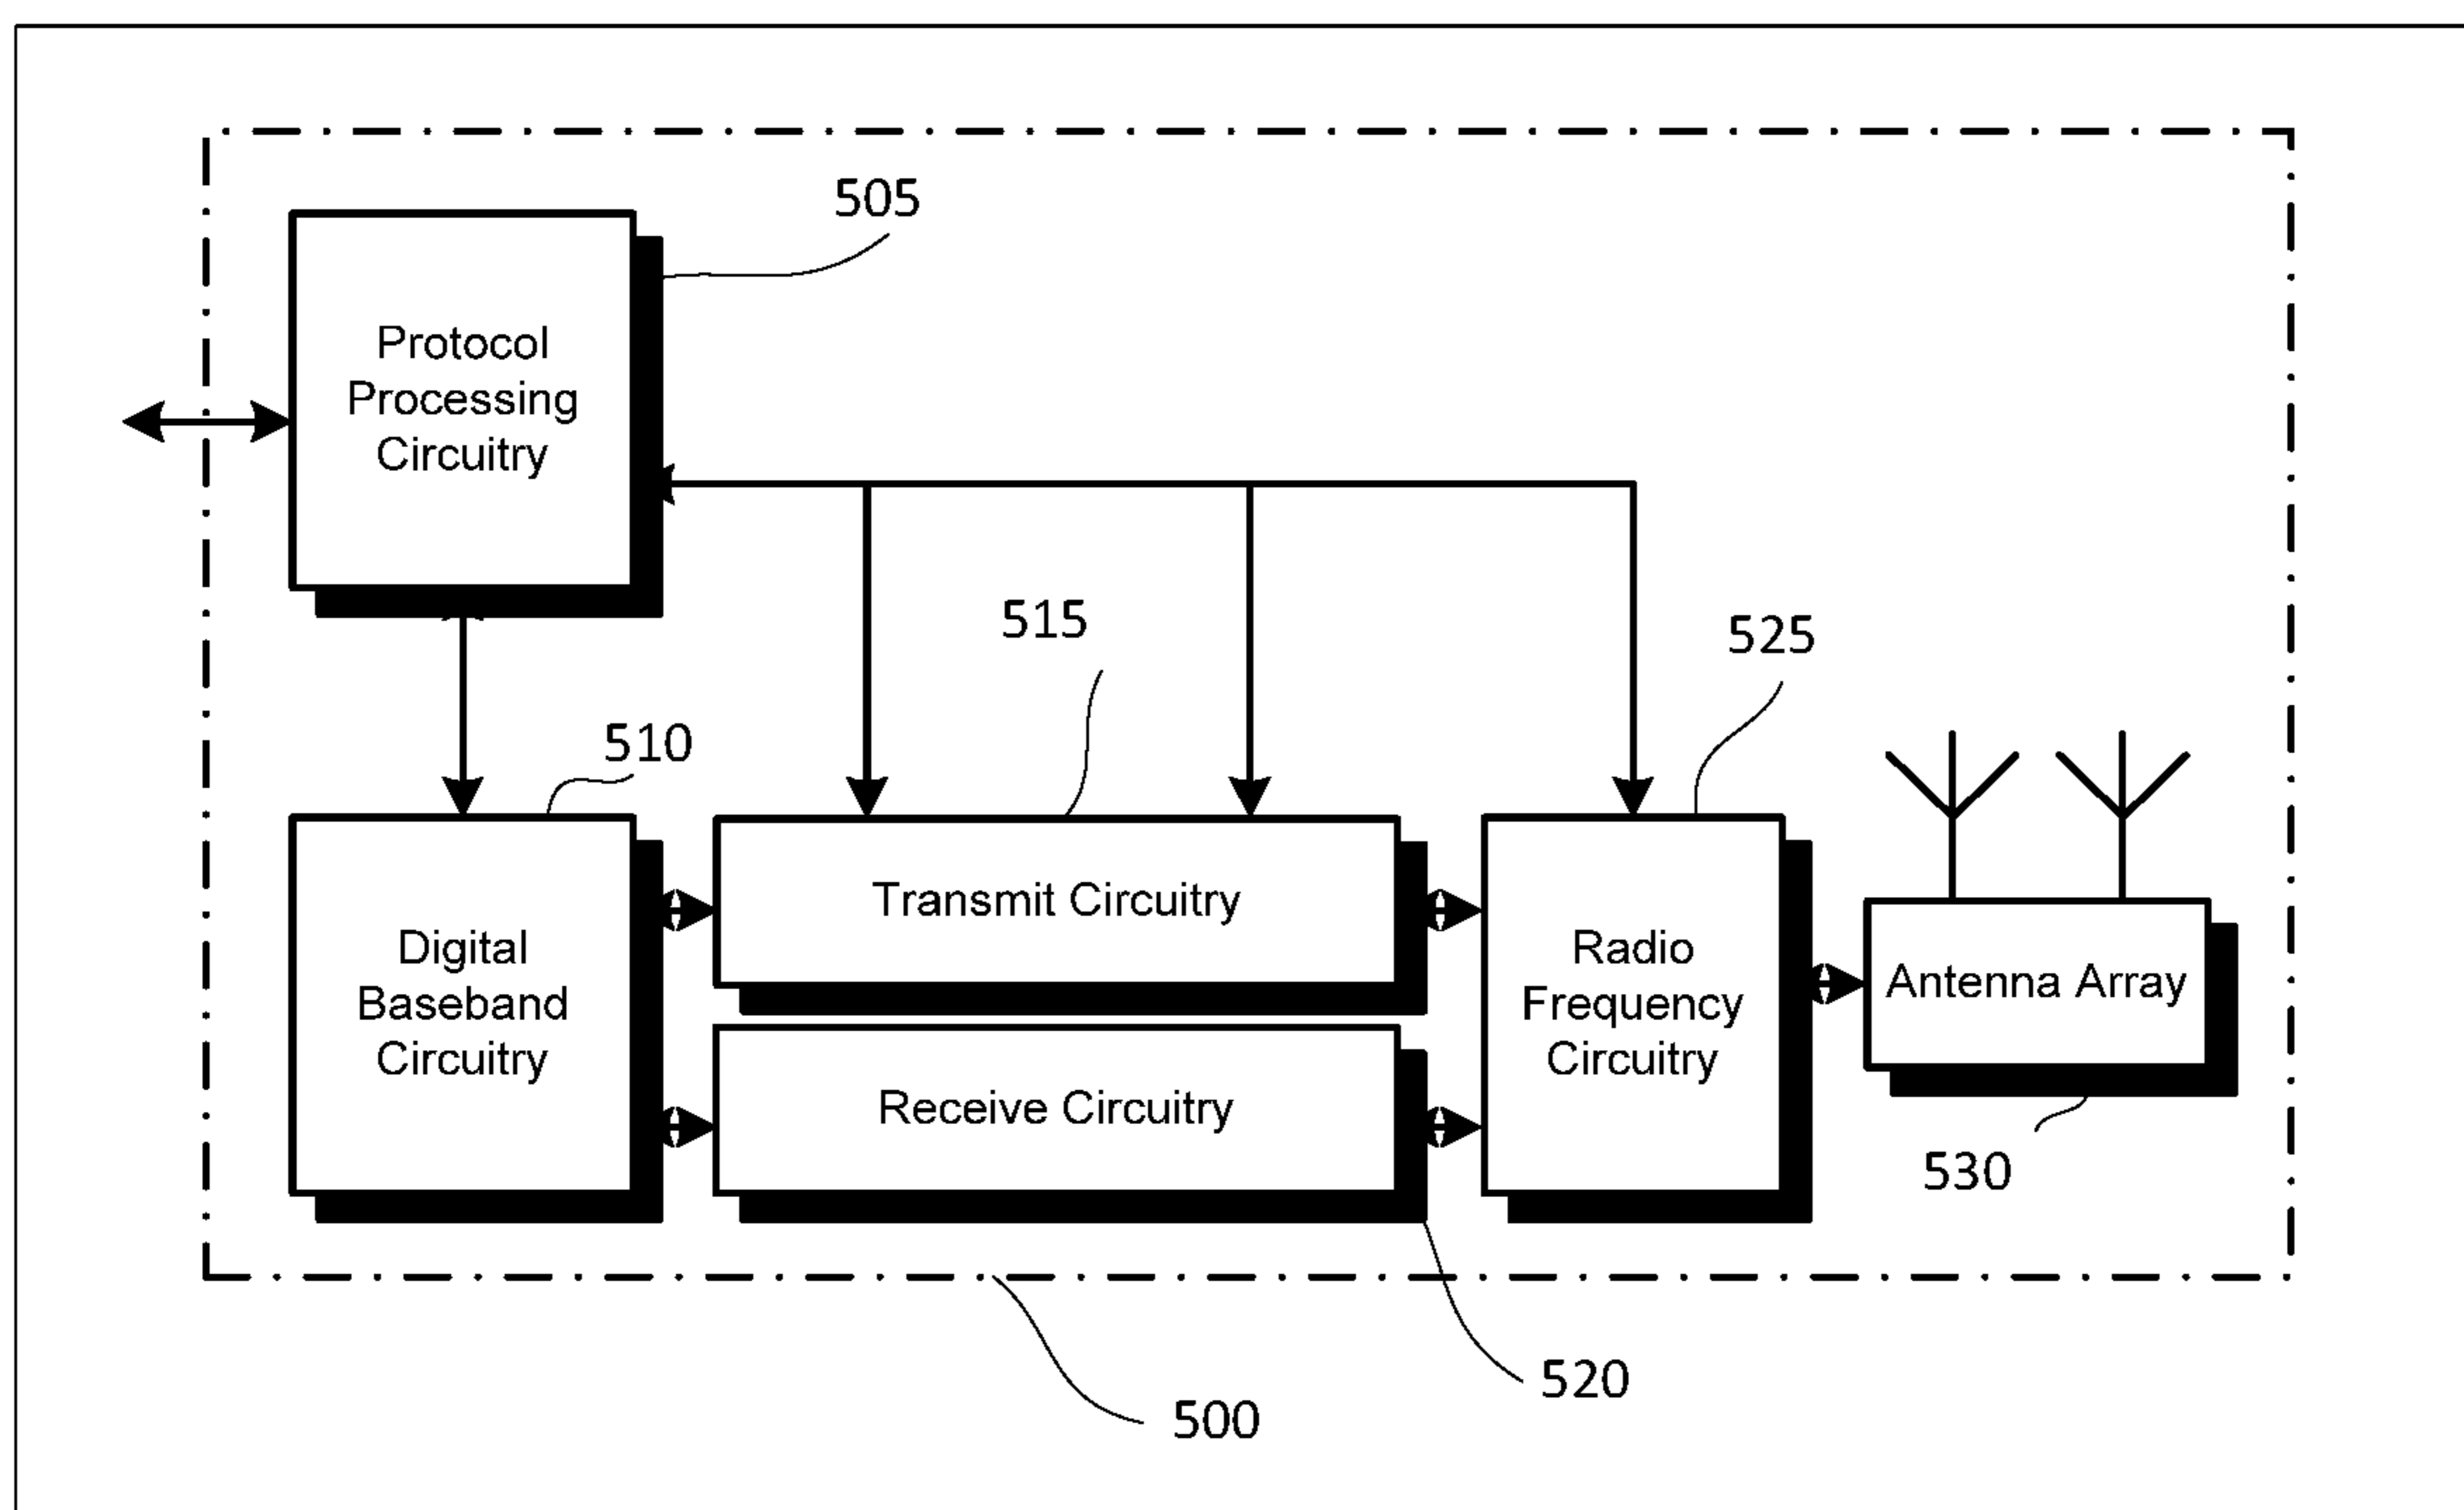 505
Protocol
Processing
Circuitry
515
525
510
Transmit Circuitry
Digital
Baseband
Circuitry
Radio
Frequency
Circuitry
Antenna Array
Receive Circuitry
530
520
500